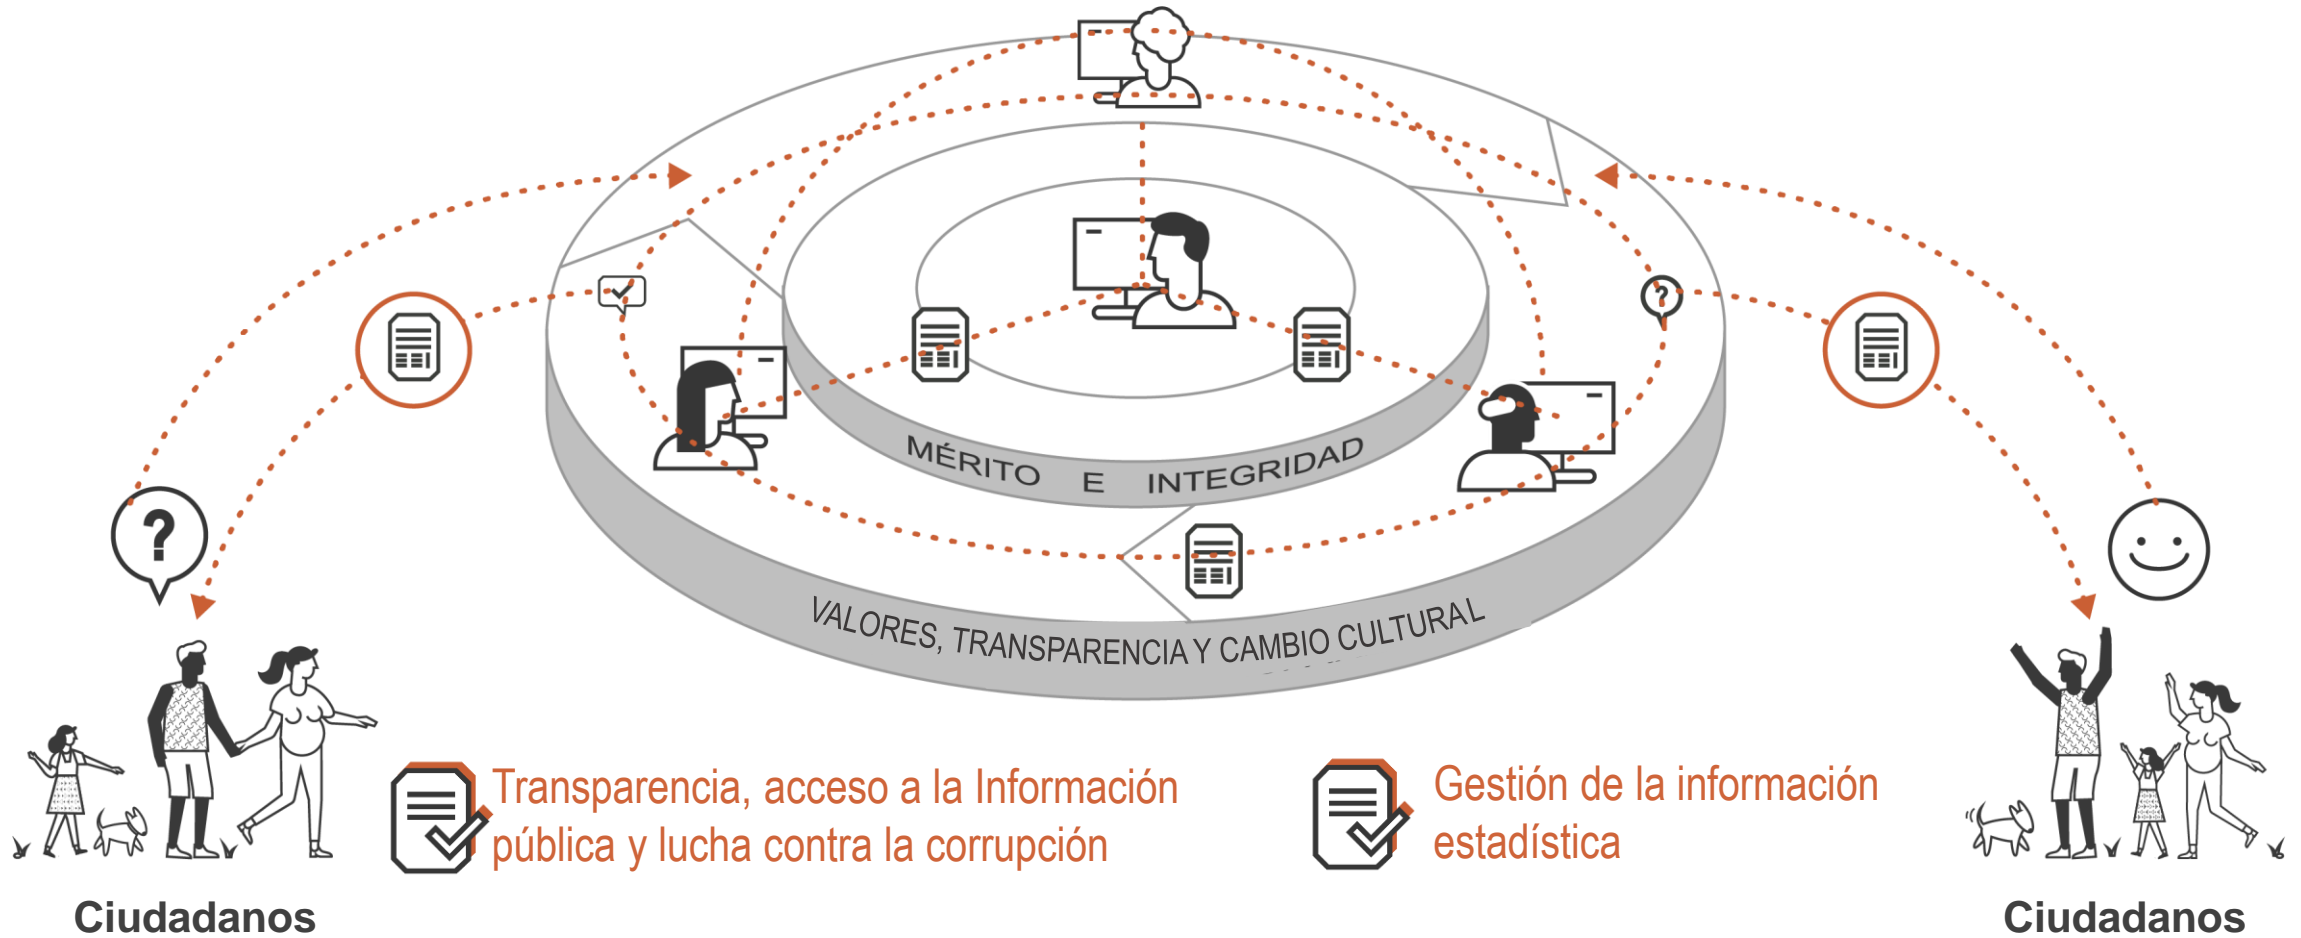 MÉRITO E INTEGRIDAD
VALORES, TRANSPARENCIA Y CAMBIO CULTURAL
Transparencia, acceso a la Información
pública y lucha contra la corrupción
Gestión de la información
estadística
Ciudadanos
Ciudadanos